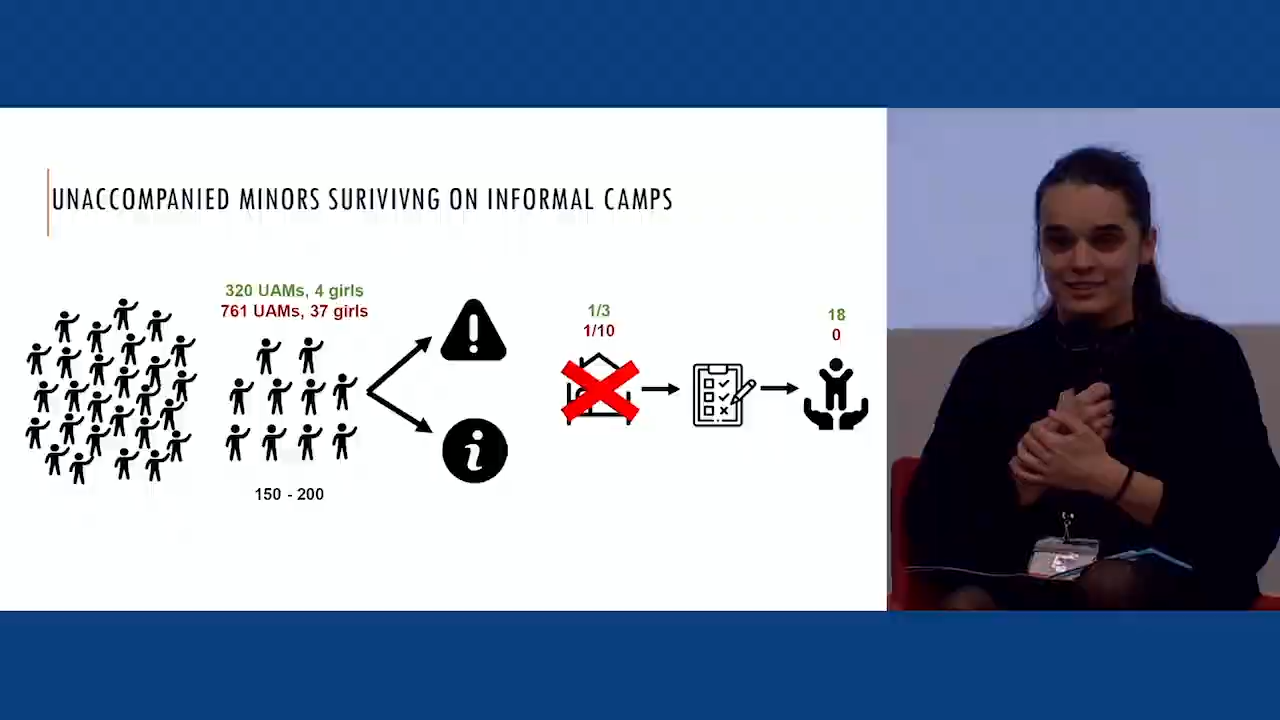 UNACCOMPANIED MINORS SURIVIVNG ON INFORMAL CAMPS
320 UAMs, 4 girls
761 UAMs, 37 girls
150 - 200
1/3
1/10
18
0